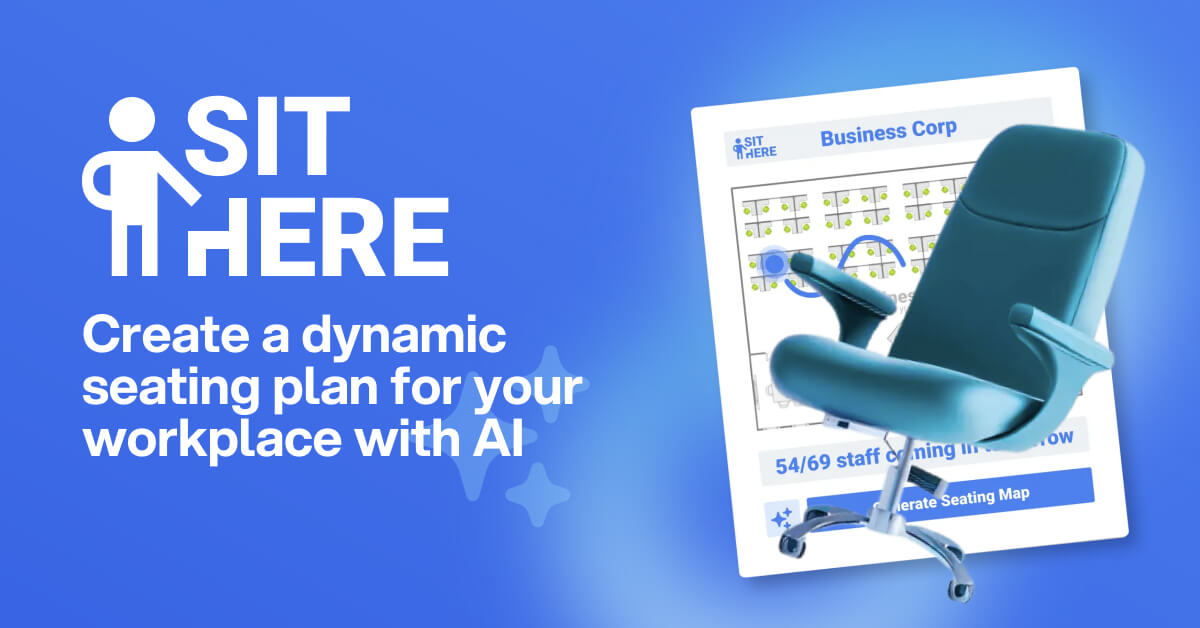 SIT
HERE
Create a dynamic
seating plan for your
workplace with AI
SIT
HERE
Business Corp
54/69 staff coming in
Seating Map